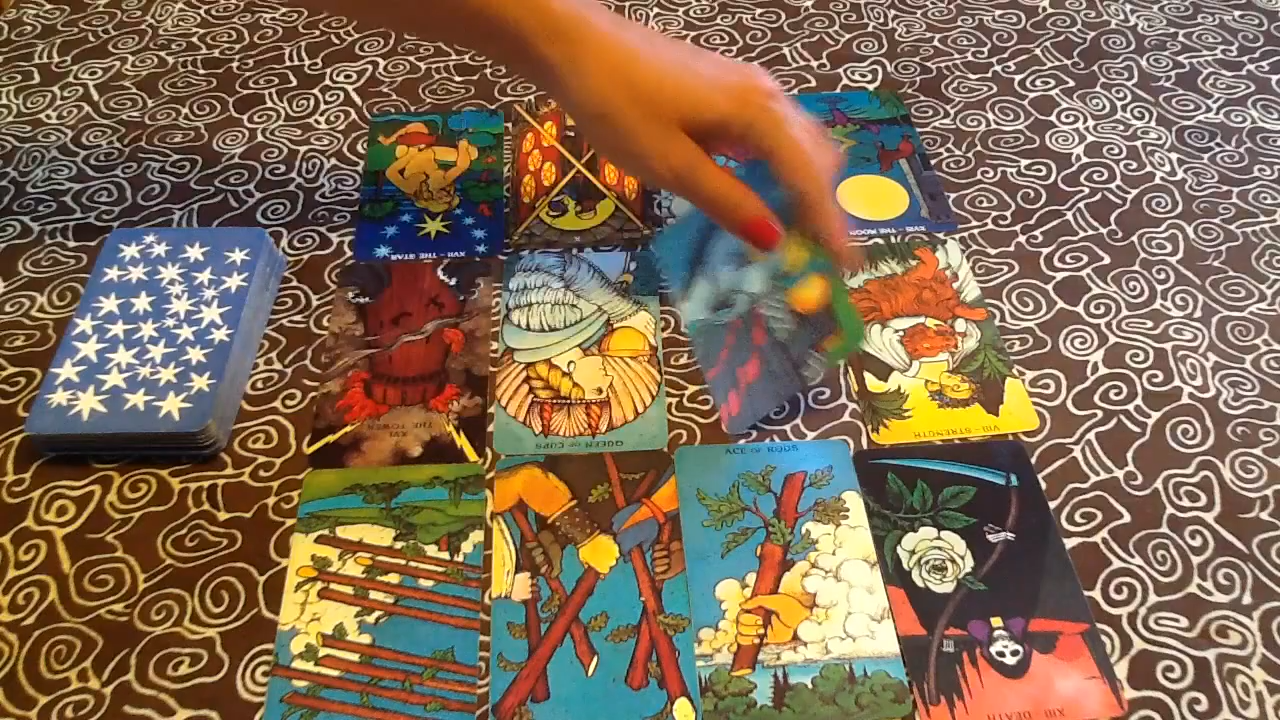 XVII - THE STAR
X
XVIII THE MOON
XVI
THE TOWER
QUEEN OF CUPS
VIII - STRENGTH
ACE OF RODS
XIII DEATH